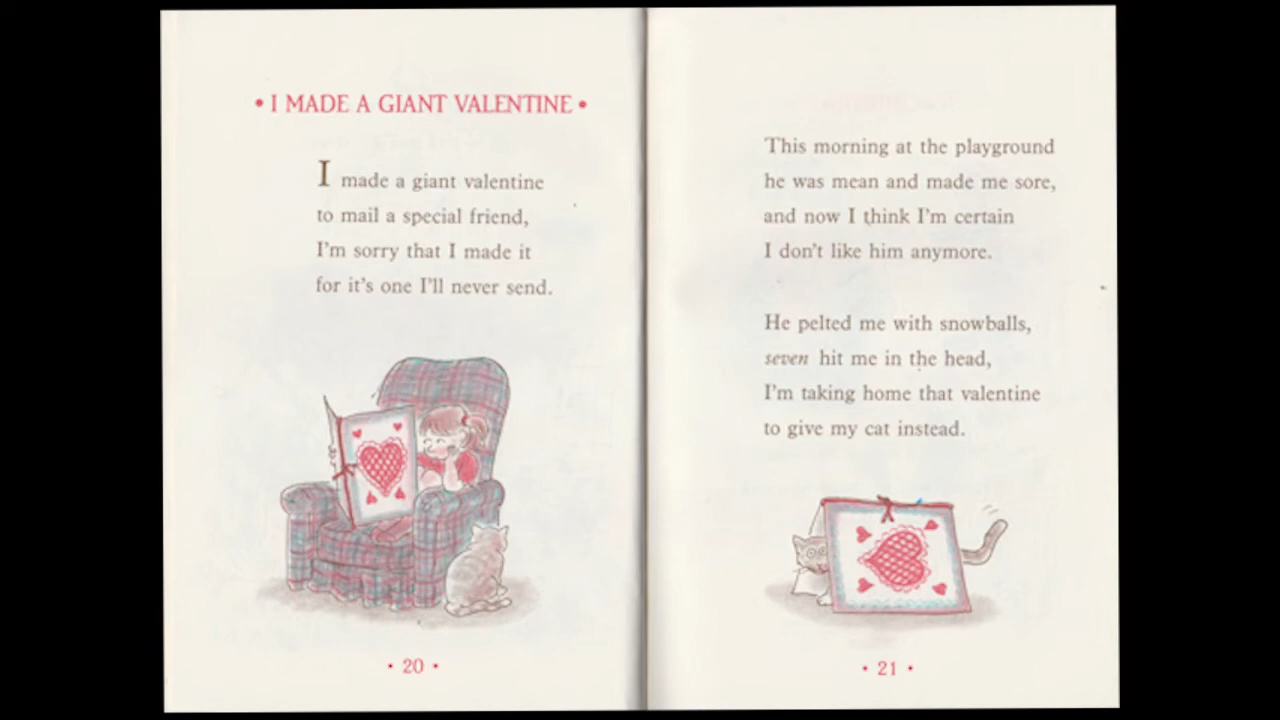 • I MADE A GIANT VALENTINE •
I made a giant valentine
to mail a special friend,
I'm sorry that I made it
for it's one I'll never send.
• 20 •
This morning at the playground
he was mean and made me sore,
and now I think I'm certain
I don't like him anymore.
He pelted me with snowballs,
seven hit me in the head,
I'm taking home that valentine
to give my cat instead.
• 21 •